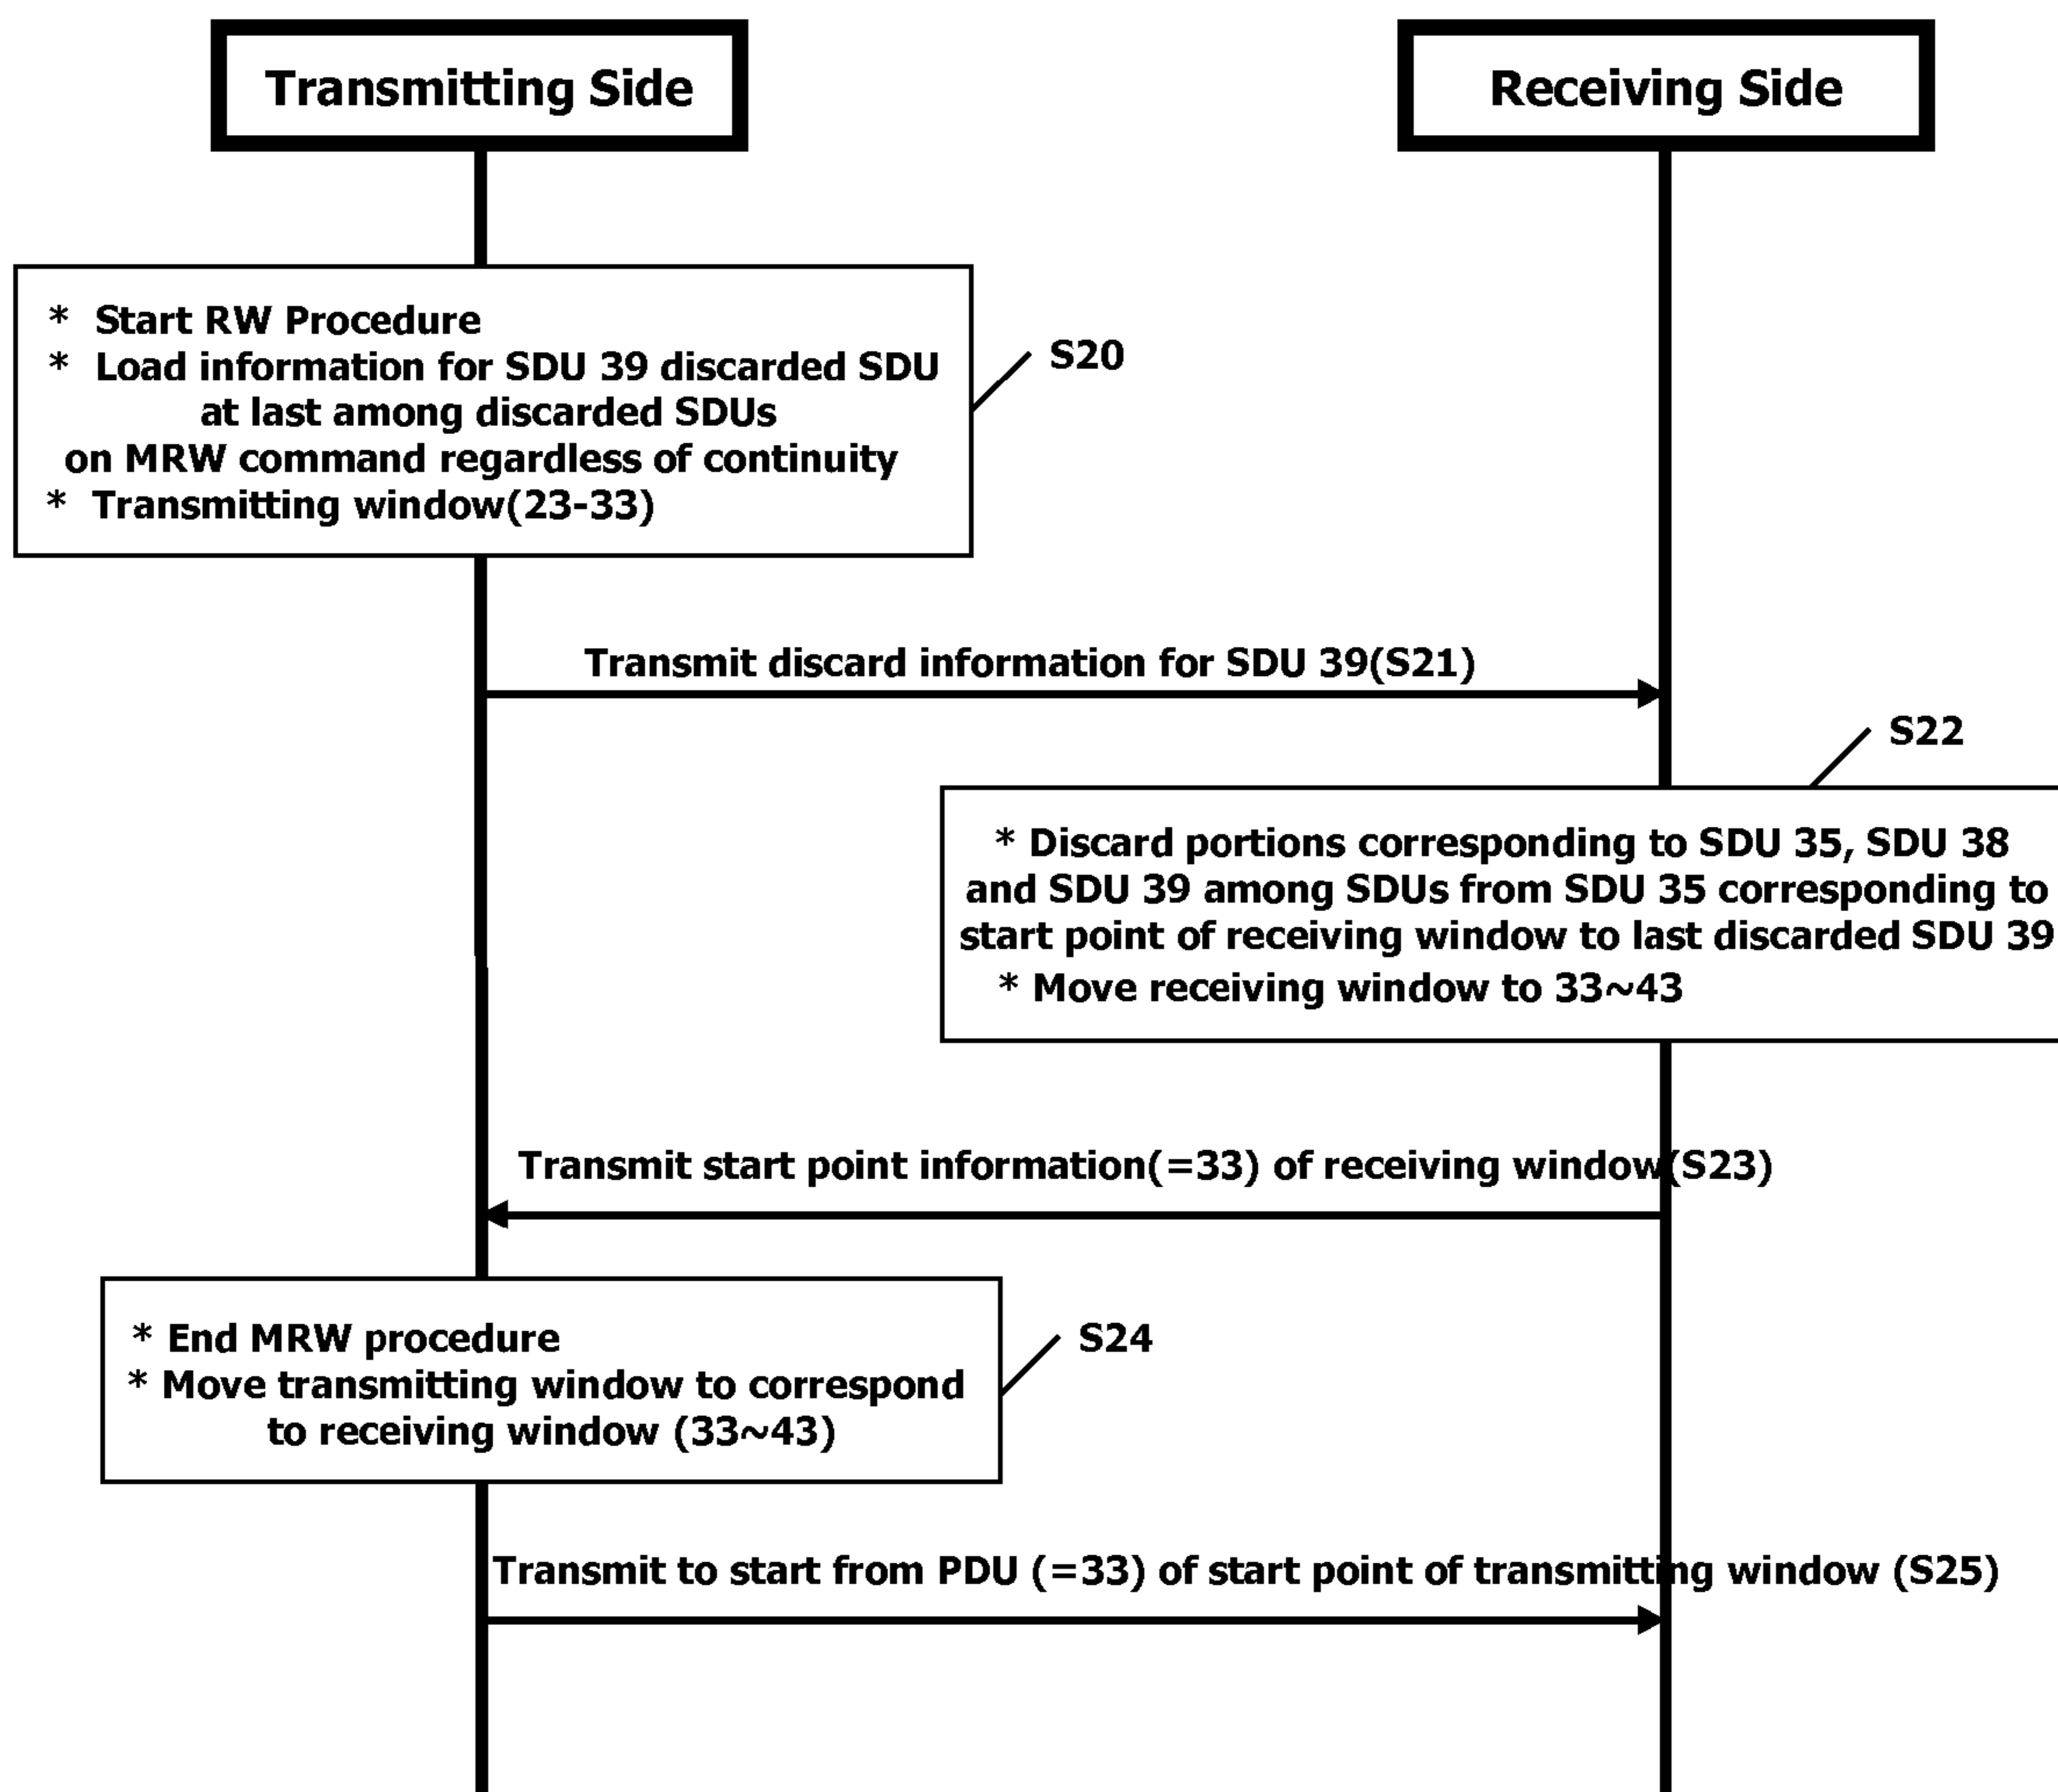 Transmitting Side
Receiving Side
* Start RW Procedure
* Load information for SDU 39 discarded SDU
at last among discarded SDUs
on MRW command regardless of continuity
* Transmitting window(23-33)
S20
Transmit discard information for SDU 39(S21)
S22
* Discard portions corresponding to SDU 35, SDU 38
and SDU 39 among SDUs from SDU 35 corresponding to
start point of receiving window to last discarded SDU 39
* Move receiving window to 33~43
Transmit start point information(=33) of receiving window(S23)
* End MRW procedure
* Move transmitting window to correspond
to receiving window (33~43)
S24
Transmit to start from PDU (=33) of start point of transmitting window (S25)